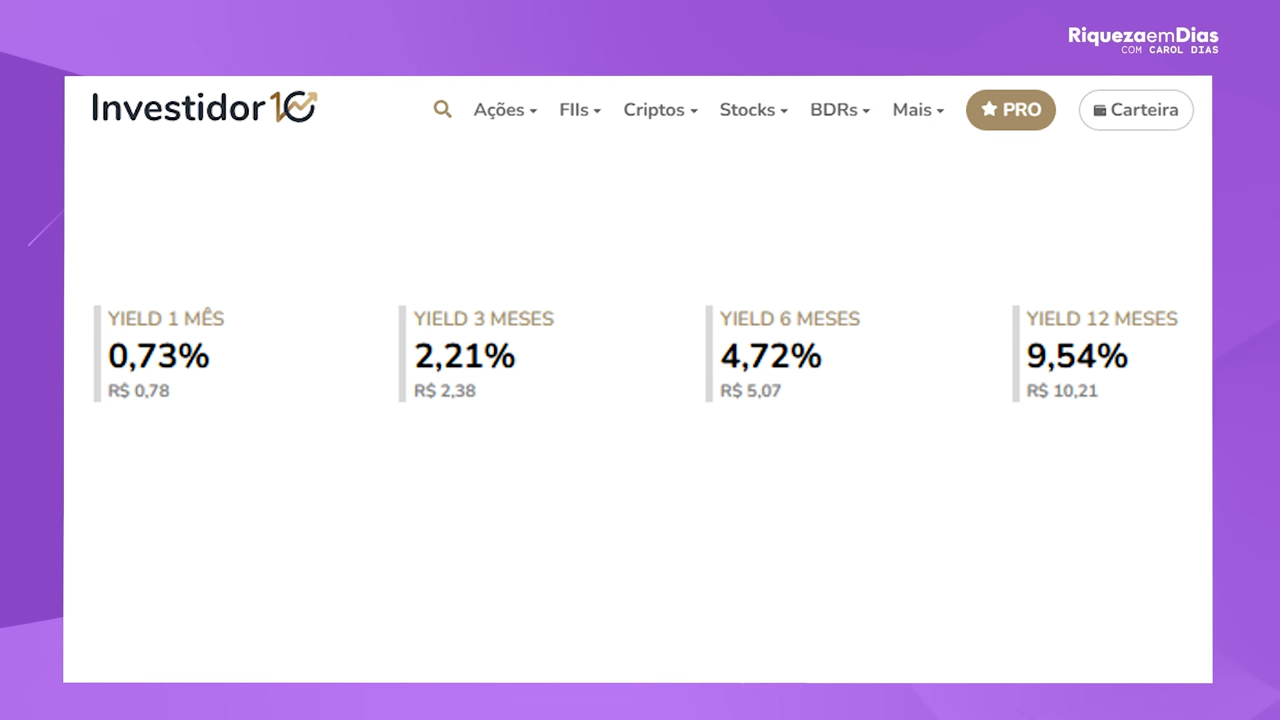 RiquezaemDias
COM CAROL DIAS
Investidor 10
Ações
FIIs
Criptos
Stocks
BDRs
Mais
PRO
Carteira
YIELD 1 MÊS
0,73%
R$ 0,78
YIELD 3 MESES
2,21%
R$ 2,38
YIELD 6 MESES
4,72%
R$ 5,07
YIELD 12 MESES
9,54%
R$ 10,21